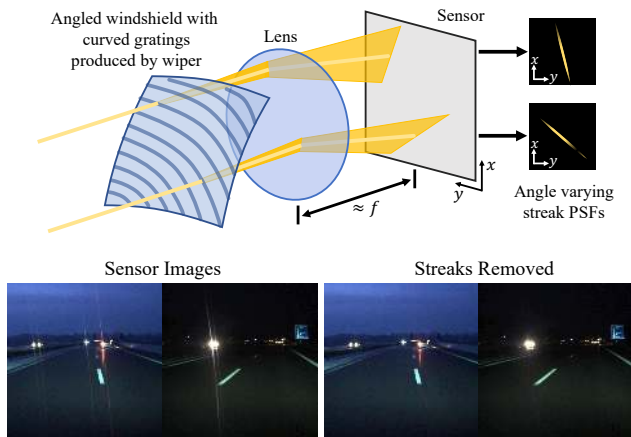 Angled windshield with
curved gratings
produced by wiper
Lens
Sensor
x
y
x
y
x
y
≈ f
Angle varying
streak PSFs
Sensor Images
Streaks Removed